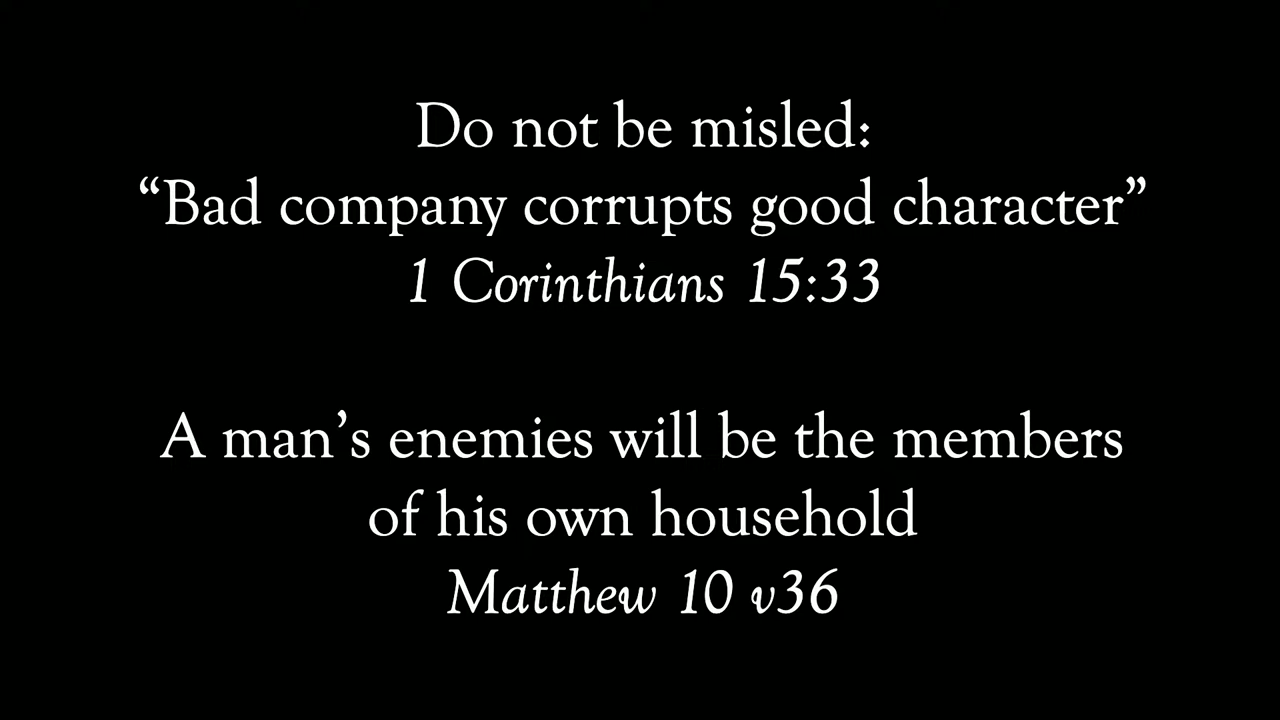 Do not be misled:
“Bad company corrupts good character”
1 Corinthians 15:33
A man’s enemies will be the members
of his own household
Matthew 10 v36